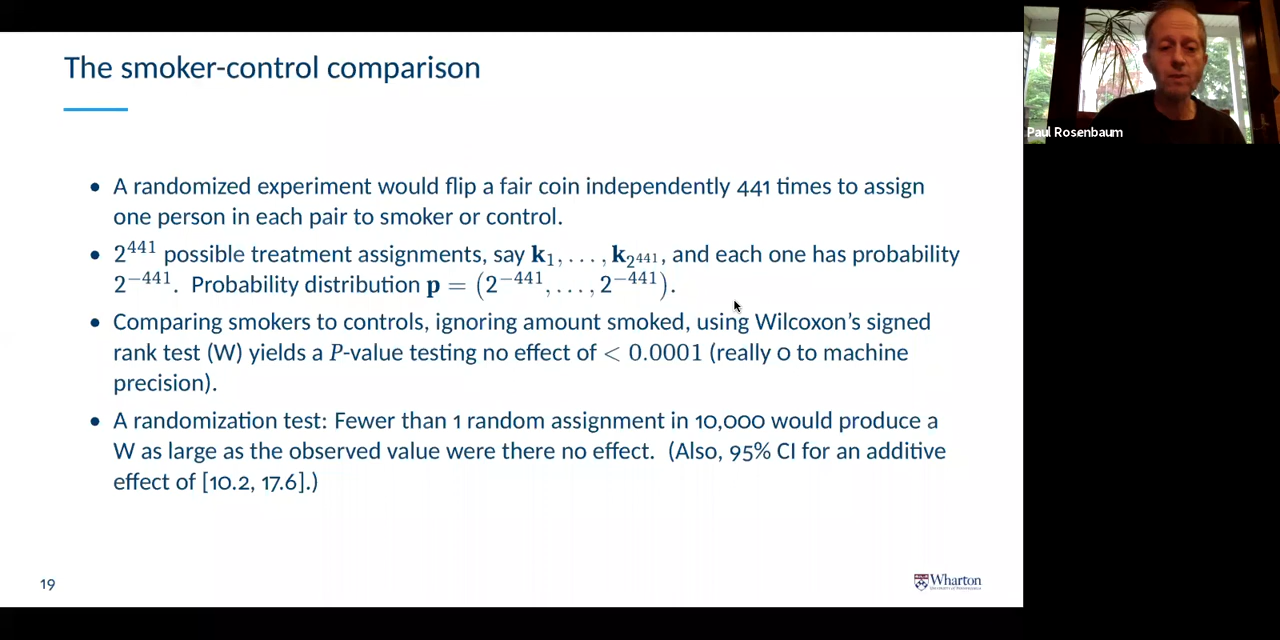 The smoker-control comparison
Paul Rosenbaum
• A randomized experiment would flip a fair coin independently 441 times to assign
one person in each pair to smoker or control.
• 2^441 possible treatment assignments, say k_1, . . . , k_{2^441}, and each one has probability
2^−441. Probability distribution p = (2^−441, . . . , 2^−441).
• Comparing smokers to controls, ignoring amount smoked, using Wilcoxon’s signed
rank test (W) yields a P-value testing no effect of < 0.0001 (really 0 to machine
precision).
• A randomization test: Fewer than 1 random assignment in 10,000 would produce a
W as large as the observed value were there no effect. (Also, 95% CI for an additive
effect of [10.2, 17.6].)
19
Wharton